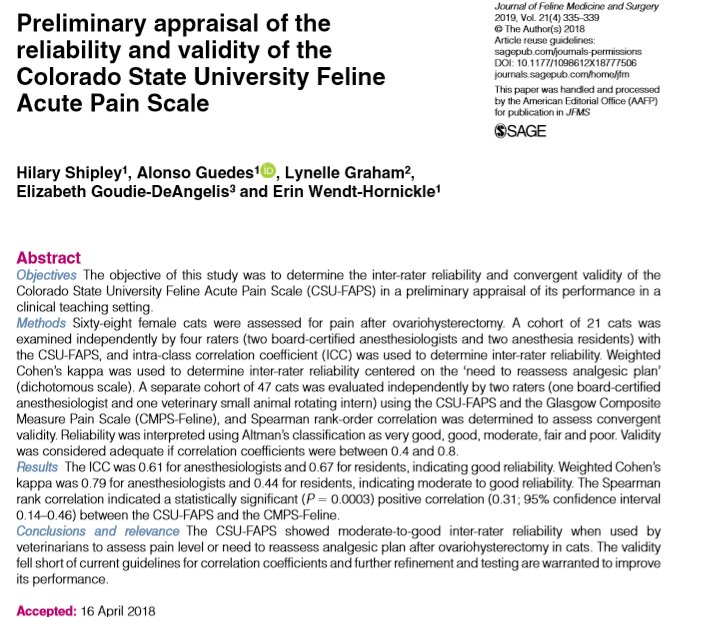 Preliminary appraisal of the
reliability and validity of the
Colorado State University Feline
Acute Pain Scale
Journal of Feline Medicine and Surgery
2019, Vol. 21(4) 335–339
© The Author(s) 2018
Article reuse guidelines:
sagepub.com/journals-permissions
DOI: 10.1177/1098612X18777506
journals.sagepub.com/home/jfm
This paper was handled and processed
by the American Editorial Office (AAFP)
for publication in JFMS
SAGE
Hilary Shipley1, Alonso Guedes1 iD, Lynelle Graham2,
Elizabeth Goudie-DeAngelis3 and Erin Wendt-Hornickle1
Abstract
Objectives The objective of this study was to determine the inter-rater reliability and convergent validity of the
Colorado State University Feline Acute Pain Scale (CSU-FAPS) in a preliminary appraisal of its performance in a
clinical teaching setting.
Methods Sixty-eight female cats were assessed for pain after ovariohysterectomy. A cohort of 21 cats was
examined independently by four raters (two board-certified anesthesiologists and two anesthesia residents) with
the CSU-FAPS, and intra-class correlation coefficient (ICC) was used to determine inter-rater reliability. Weighted
Cohen's kappa was used to determine inter-rater reliability centered on the 'need to reassess analgesic plan'
(dichotomous scale). A separate cohort of 47 cats was evaluated independently by two raters (one board-certified
anesthesiologist and one veterinary small animal rotating intern) using the CSU-FAPS and the Glasgow Composite
Measure Pain Scale (CMPS-Feline), and Spearman rank-order correlation was determined to assess convergent
validity. Reliability was interpreted using Altman's classification as very good, good, moderate, fair and poor. Validity
was considered adequate if correlation coefficients were between 0.4 and 0.8.
Results The ICC was 0.61 for anesthesiologists and 0.67 for residents, indicating good reliability. Weighted Cohen's
kappa was 0.79 for anesthesiologists and 0.44 for residents, indicating moderate to good reliability. The Spearman
rank correlation indicated a statistically significant (P = 0.0003) positive correlation (0.31; 95% confidence interval
0.14–0.46) between the CSU-FAPS and the CMPS-Feline.
Conclusions and relevance The CSU-FAPS showed moderate-to-good inter-rater reliability when used by
veterinarians to assess pain level or need to reassess analgesic plan after ovariohysterectomy in cats. The validity
fell short of current guidelines for correlation coefficients and further refinement and testing are warranted to improve
its performance.
Accepted: 16 April 2018